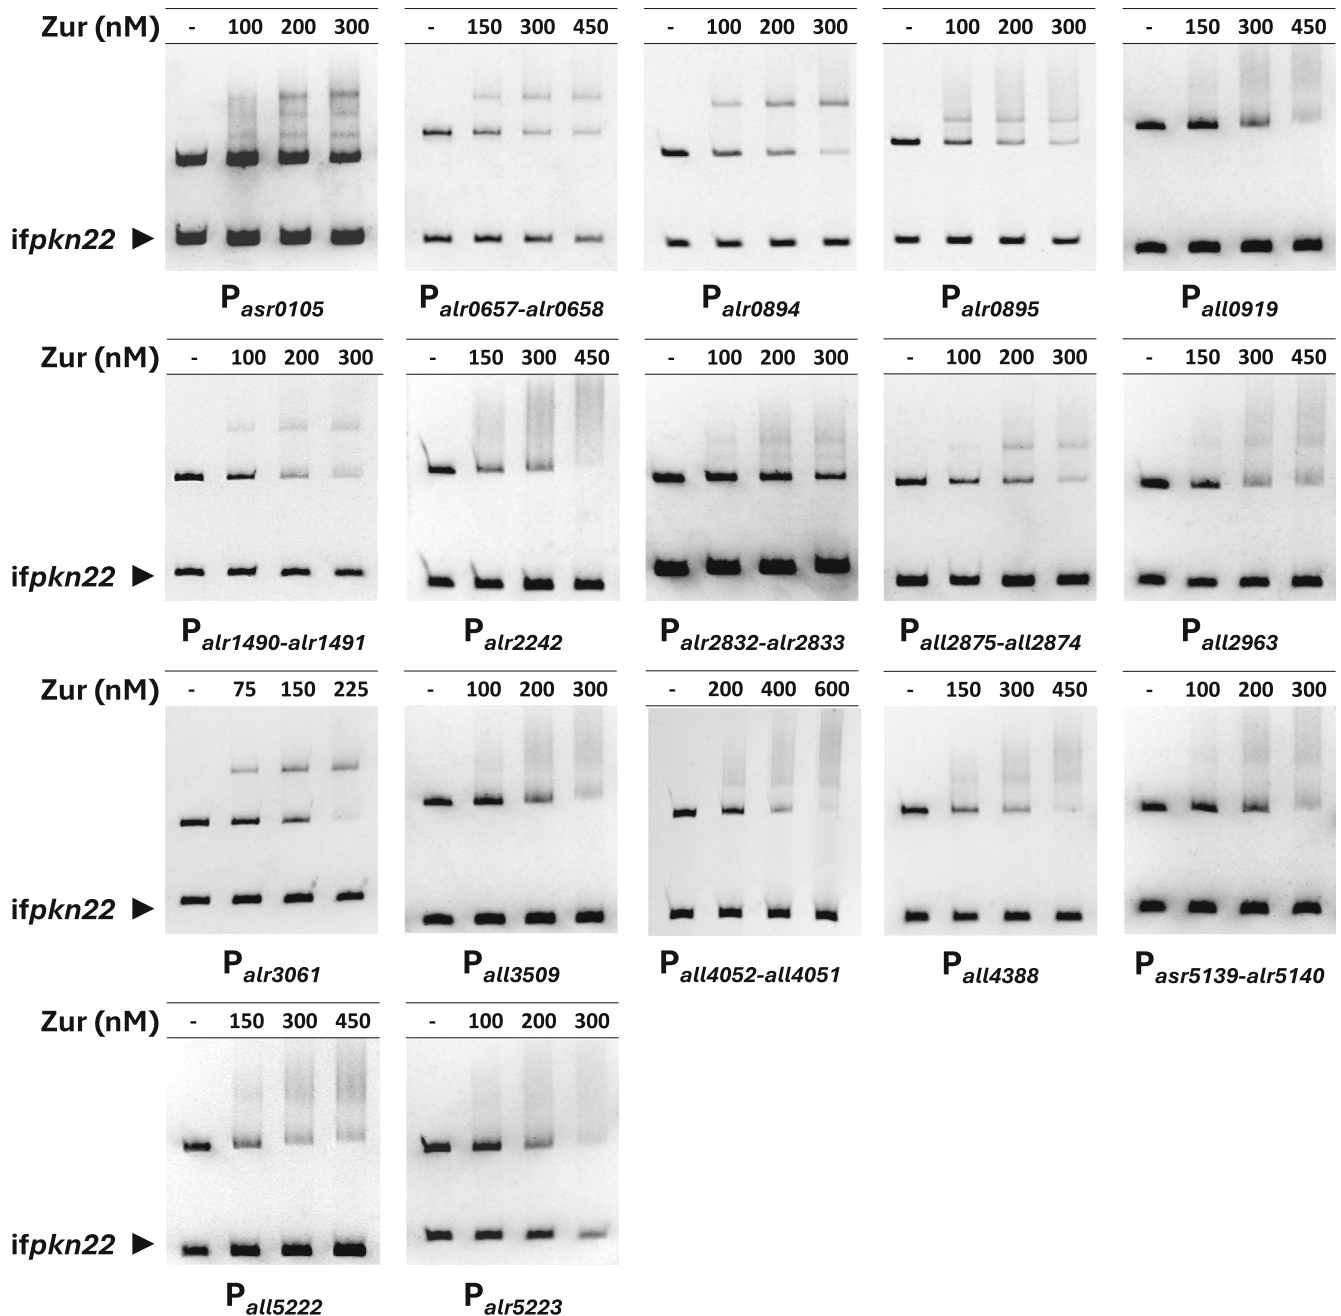 Zur (nM) - 100 200 300 - 150 300 450 - 100 200 300 - 100 200 300 - 150 300 450
ifpkn22 ►
Pasr0105 Palr0657-alr0658 Palr0894 Palr0895 Pall0919
Zur (nM) - 100 200 300 - 150 300 450 - 100 200 300 - 100 200 300 - 150 300 450
ifpkn22 ►
Palr1490-alr1491 Palr2242 Palr2832-alr2833 Pall2875-all2874 Pall2963
Zur (nM) - 75 150 225 - 100 200 300 - 200 400 600 - 150 300 450 - 100 200 300
ifpkn22 ►
Palr3061 Pall3509 Pall4052-all4051 Pall4388 Pasr5139-alr5140
Zur (nM) - 150 300 450 - 100 200 300
ifpkn22 ►
Pall5222 Palr5223